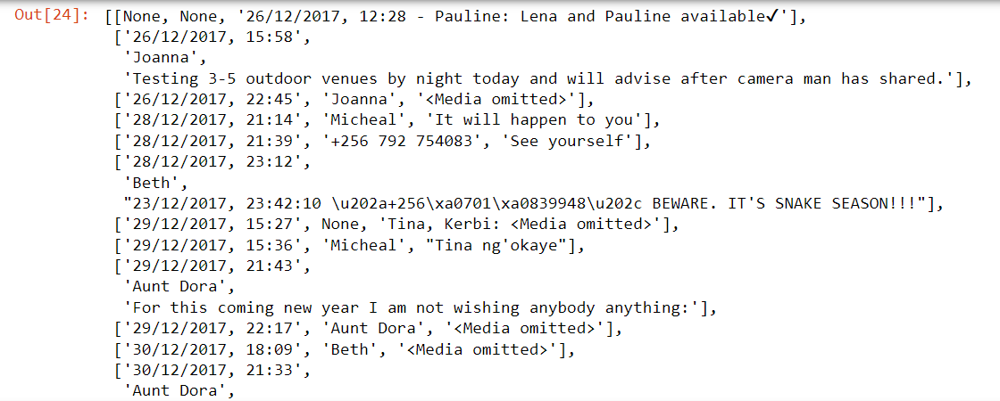 Out[24]: [[None, None, '26/12/2017, 12:28 - Pauline: Lena and Pauline available✓'],
['26/12/2017, 15:58',
'Joanna',
'Testing 3-5 outdoor venues by night today and will advise after camera man has shared.'],
['26/12/2017, 22:45', 'Joanna', '<Media omitted>'],
['28/12/2017, 21:14', 'Micheal', 'It will happen to you'],
['28/12/2017, 21:39', '+256 792 754083', 'See yourself'],
['28/12/2017, 23:12',
'Beth',
"23/12/2017, 23:42:10 \u202a+256\xa0701\xa0839948\u202c BEWARE. IT'S SNAKE SEASON!!!"],
['29/12/2017, 15:27', None, 'Tina, Kerbi: <Media omitted>'],
['29/12/2017, 15:36', 'Micheal', "Tina ng'okaye"],
['29/12/2017, 21:43',
'Aunt Dora',
'For this coming new year I am not wishing anybody anything:'],
['29/12/2017, 22:17', 'Aunt Dora', '<Media omitted>'],
['30/12/2017, 18:09', 'Beth', '<Media omitted>'],
['30/12/2017, 21:33',
'Aunt Dora',